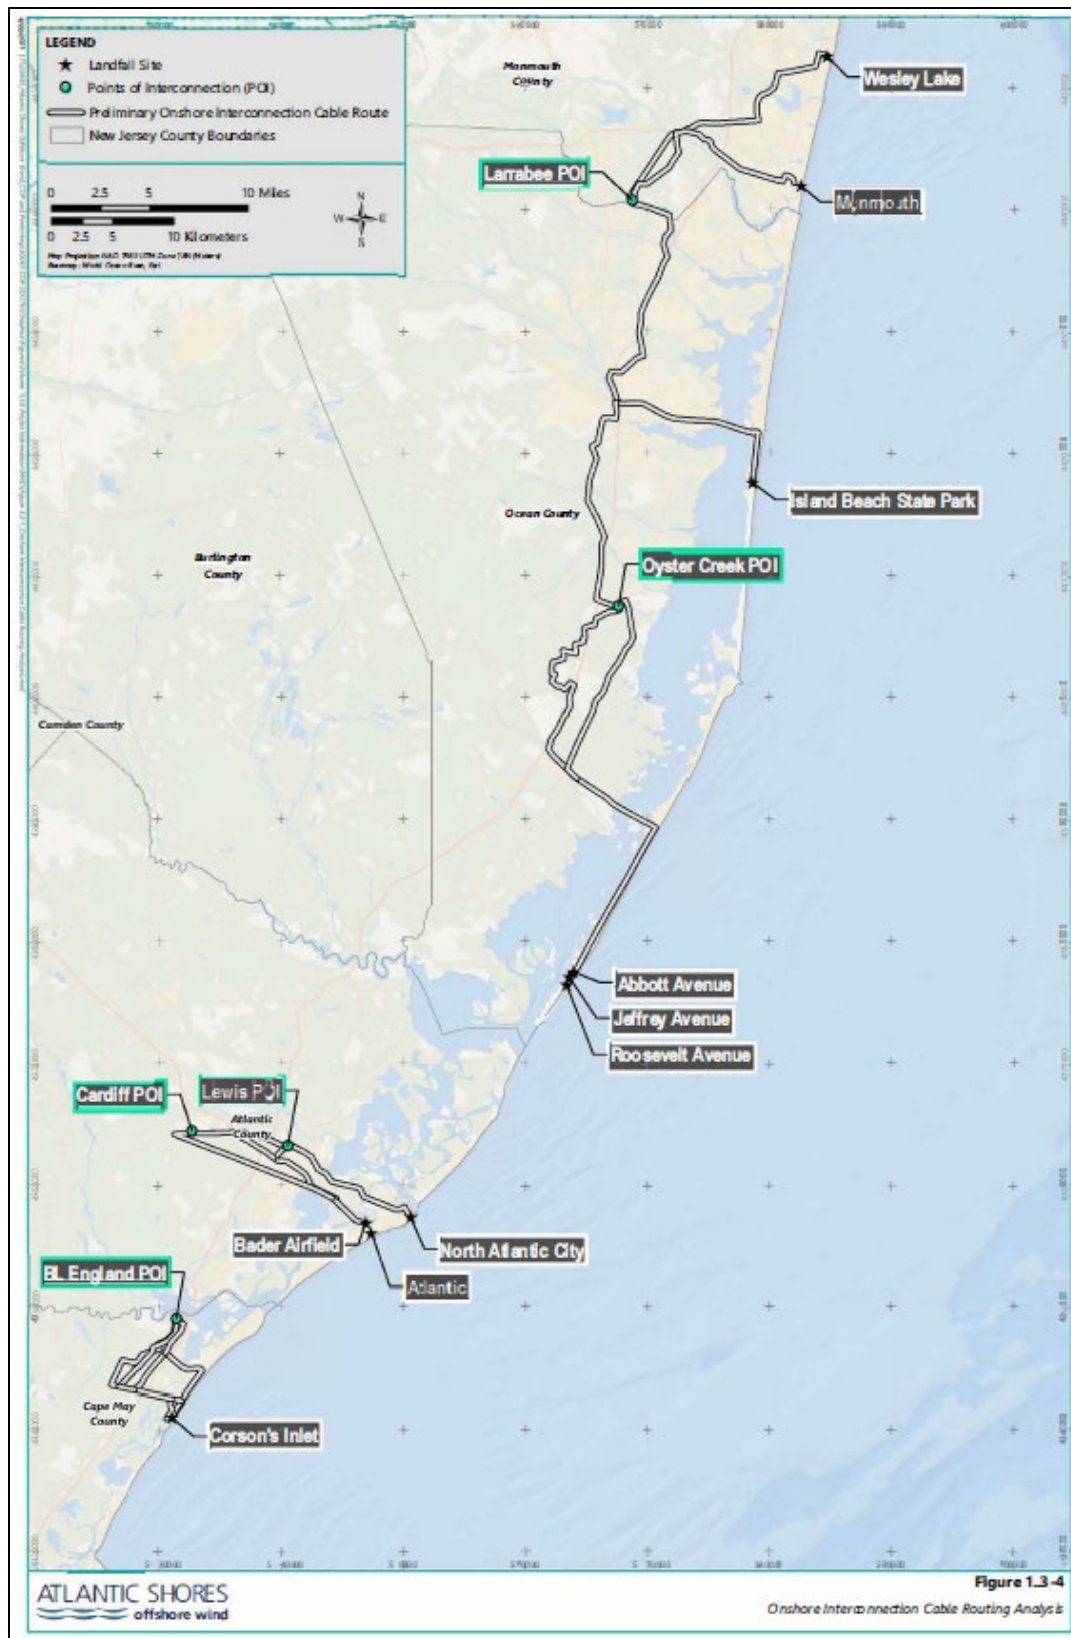 LEGEND
Landfall Site
Points of Interconnection (POI)
Preliminary Onshore Interconnection Cable Route
New Jersey County Boundaries
0 2.5 5 10 Miles
0 2.5 5 10 Kilometers
N
W E
S
Monmouth
County
Wesley Lake
Larrabee POI
Monmouth
Island Beach State Park
Ocean County
Burlington
County
Oyster Creek POI
Camden County
Abbott Avenue
Jeffrey Avenue
Roosevelt Avenue
Cardiff POI
Lewis POI
Atlantic
County
Bader Airfield
North Atlantic City
Atlantic
BL England POI
Cape May
County
Corson's Inlet
ATLANTIC SHORES
offshore wind
Figure 1.3-4
Onshore Interconnection Cable Routing Analysis